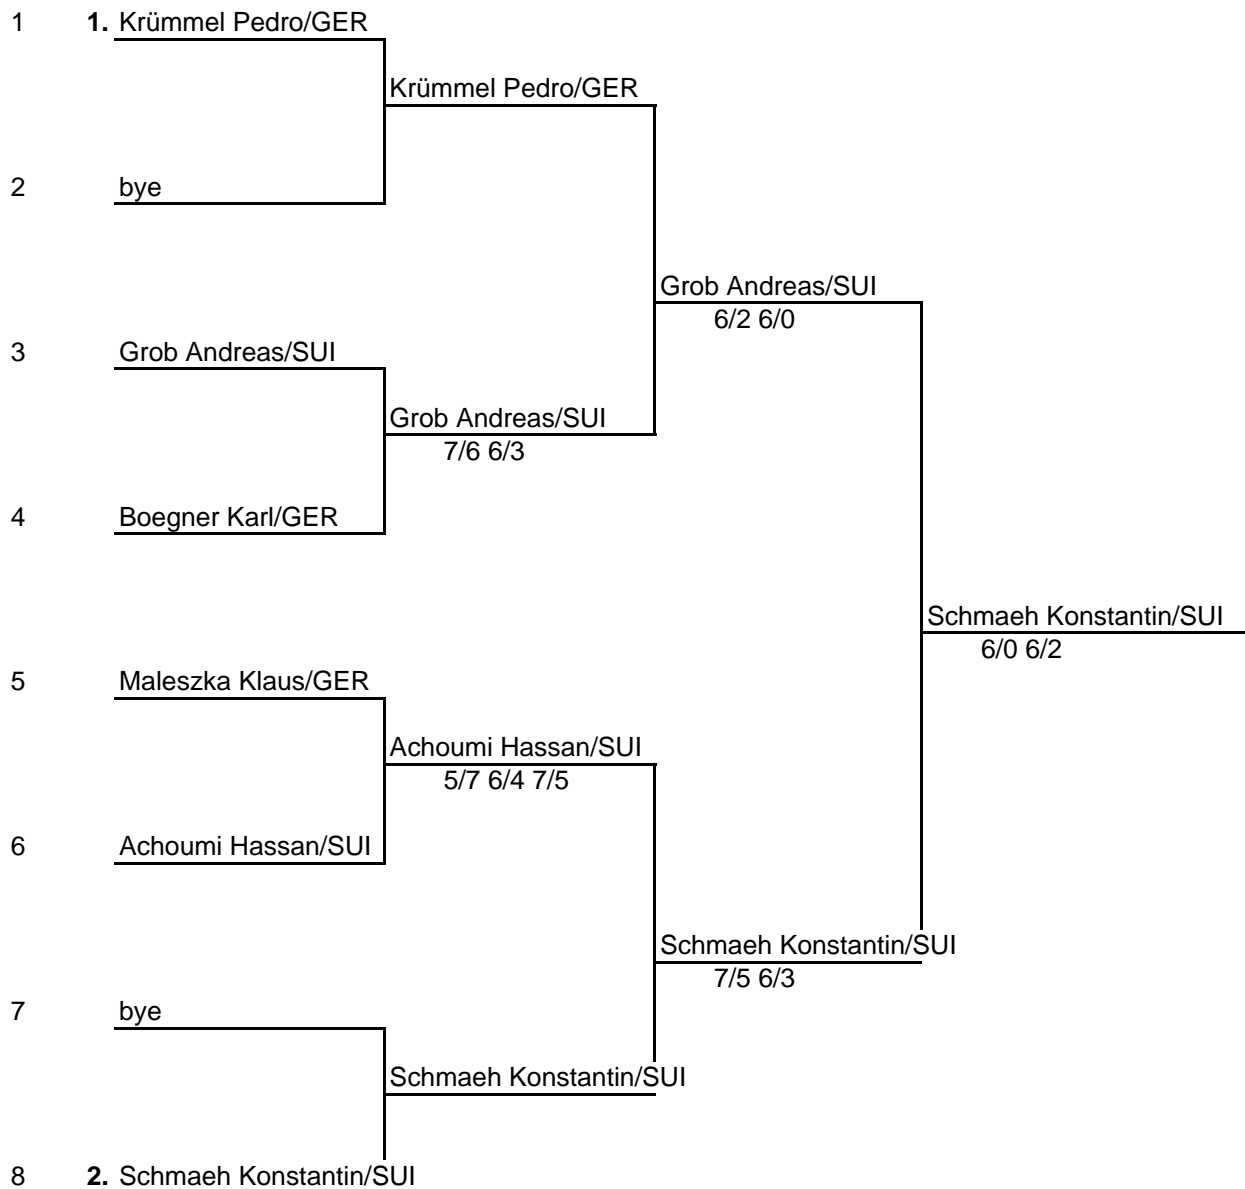 1 1. Krümmel Pedro/GER
Krümmel Pedro/GER
2 bye
Grob Andreas/SUI
6/2 6/0
3 Grob Andreas/SUI
Grob Andreas/SUI
7/6 6/3
4 Boegner Karl/GER
Schmaeh Konstantin/SUI
6/0 6/2
5 Maleszka Klaus/GER
Achoumi Hassan/SUI
5/7 6/4 7/5
6 Achoumi Hassan/SUI
Schmaeh Konstantin/SUI
7/5 6/3
7 bye
Schmaeh Konstantin/SUI
8 2. Schmaeh Konstantin/SUI